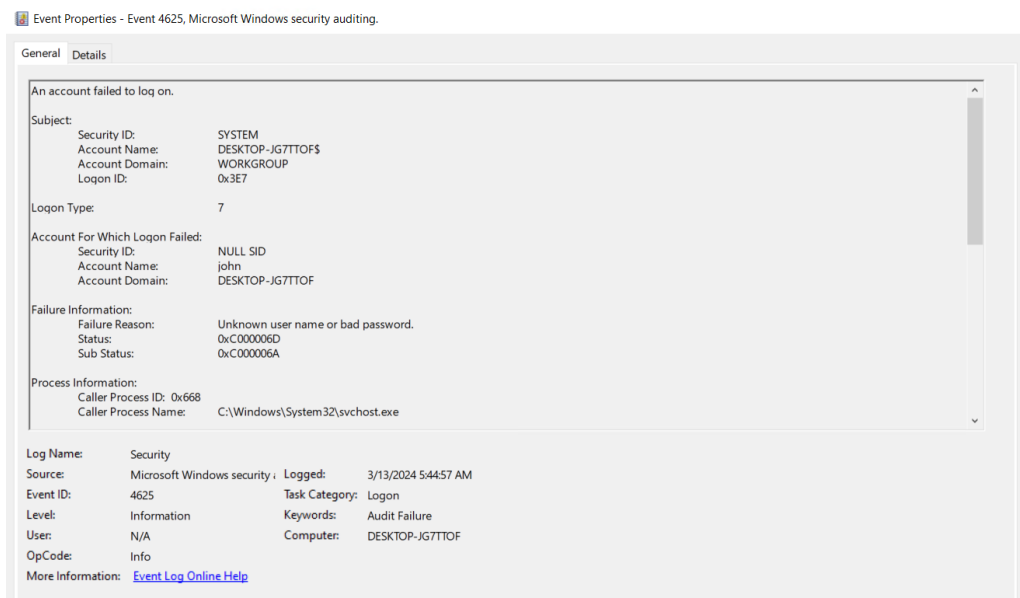 Event Properties - Event 4625, Microsoft Windows security auditing.
General Details
An account failed to log on.
Subject:
Security ID: SYSTEM
Account Name: DESKTOP-JG7TTOF$
Account Domain: WORKGROUP
Logon ID: 0x3E7
Logon Type: 7
Account For Which Logon Failed:
Security ID: NULL SID
Account Name: john
Account Domain: DESKTOP-JG7TTOF
Failure Information:
Failure Reason: Unknown user name or bad password.
Status: 0xC000006D
Sub Status: 0xC000006A
Process Information:
Caller Process ID: 0x668
Caller Process Name: C:\Windows\System32\svchost.exe
Log Name: Security
Source: Microsoft Windows security Logged: 3/13/2024 5:44:57 AM
Event ID: 4625 Task Category: Logon
Level: Information Keywords: Audit Failure
User: N/A Computer: DESKTOP-JG7TTOF
OpCode: Info
More Information: Event Log Online Help